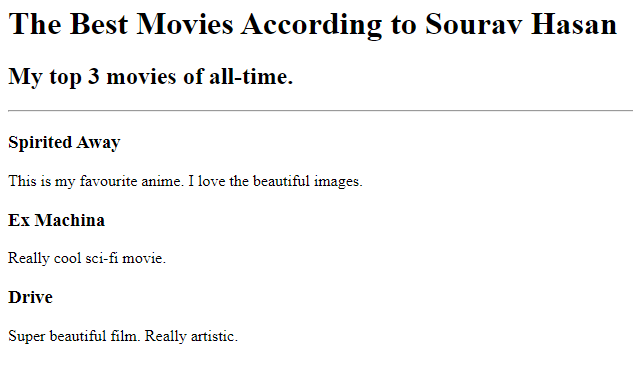 The Best Movies According to Sourav Hasan
My top 3 movies of all-time.
Spirited Away
This is my favourite anime. I love the beautiful images.
Ex Machina
Really cool sci-fi movie.
Drive
Super beautiful film. Really artistic.